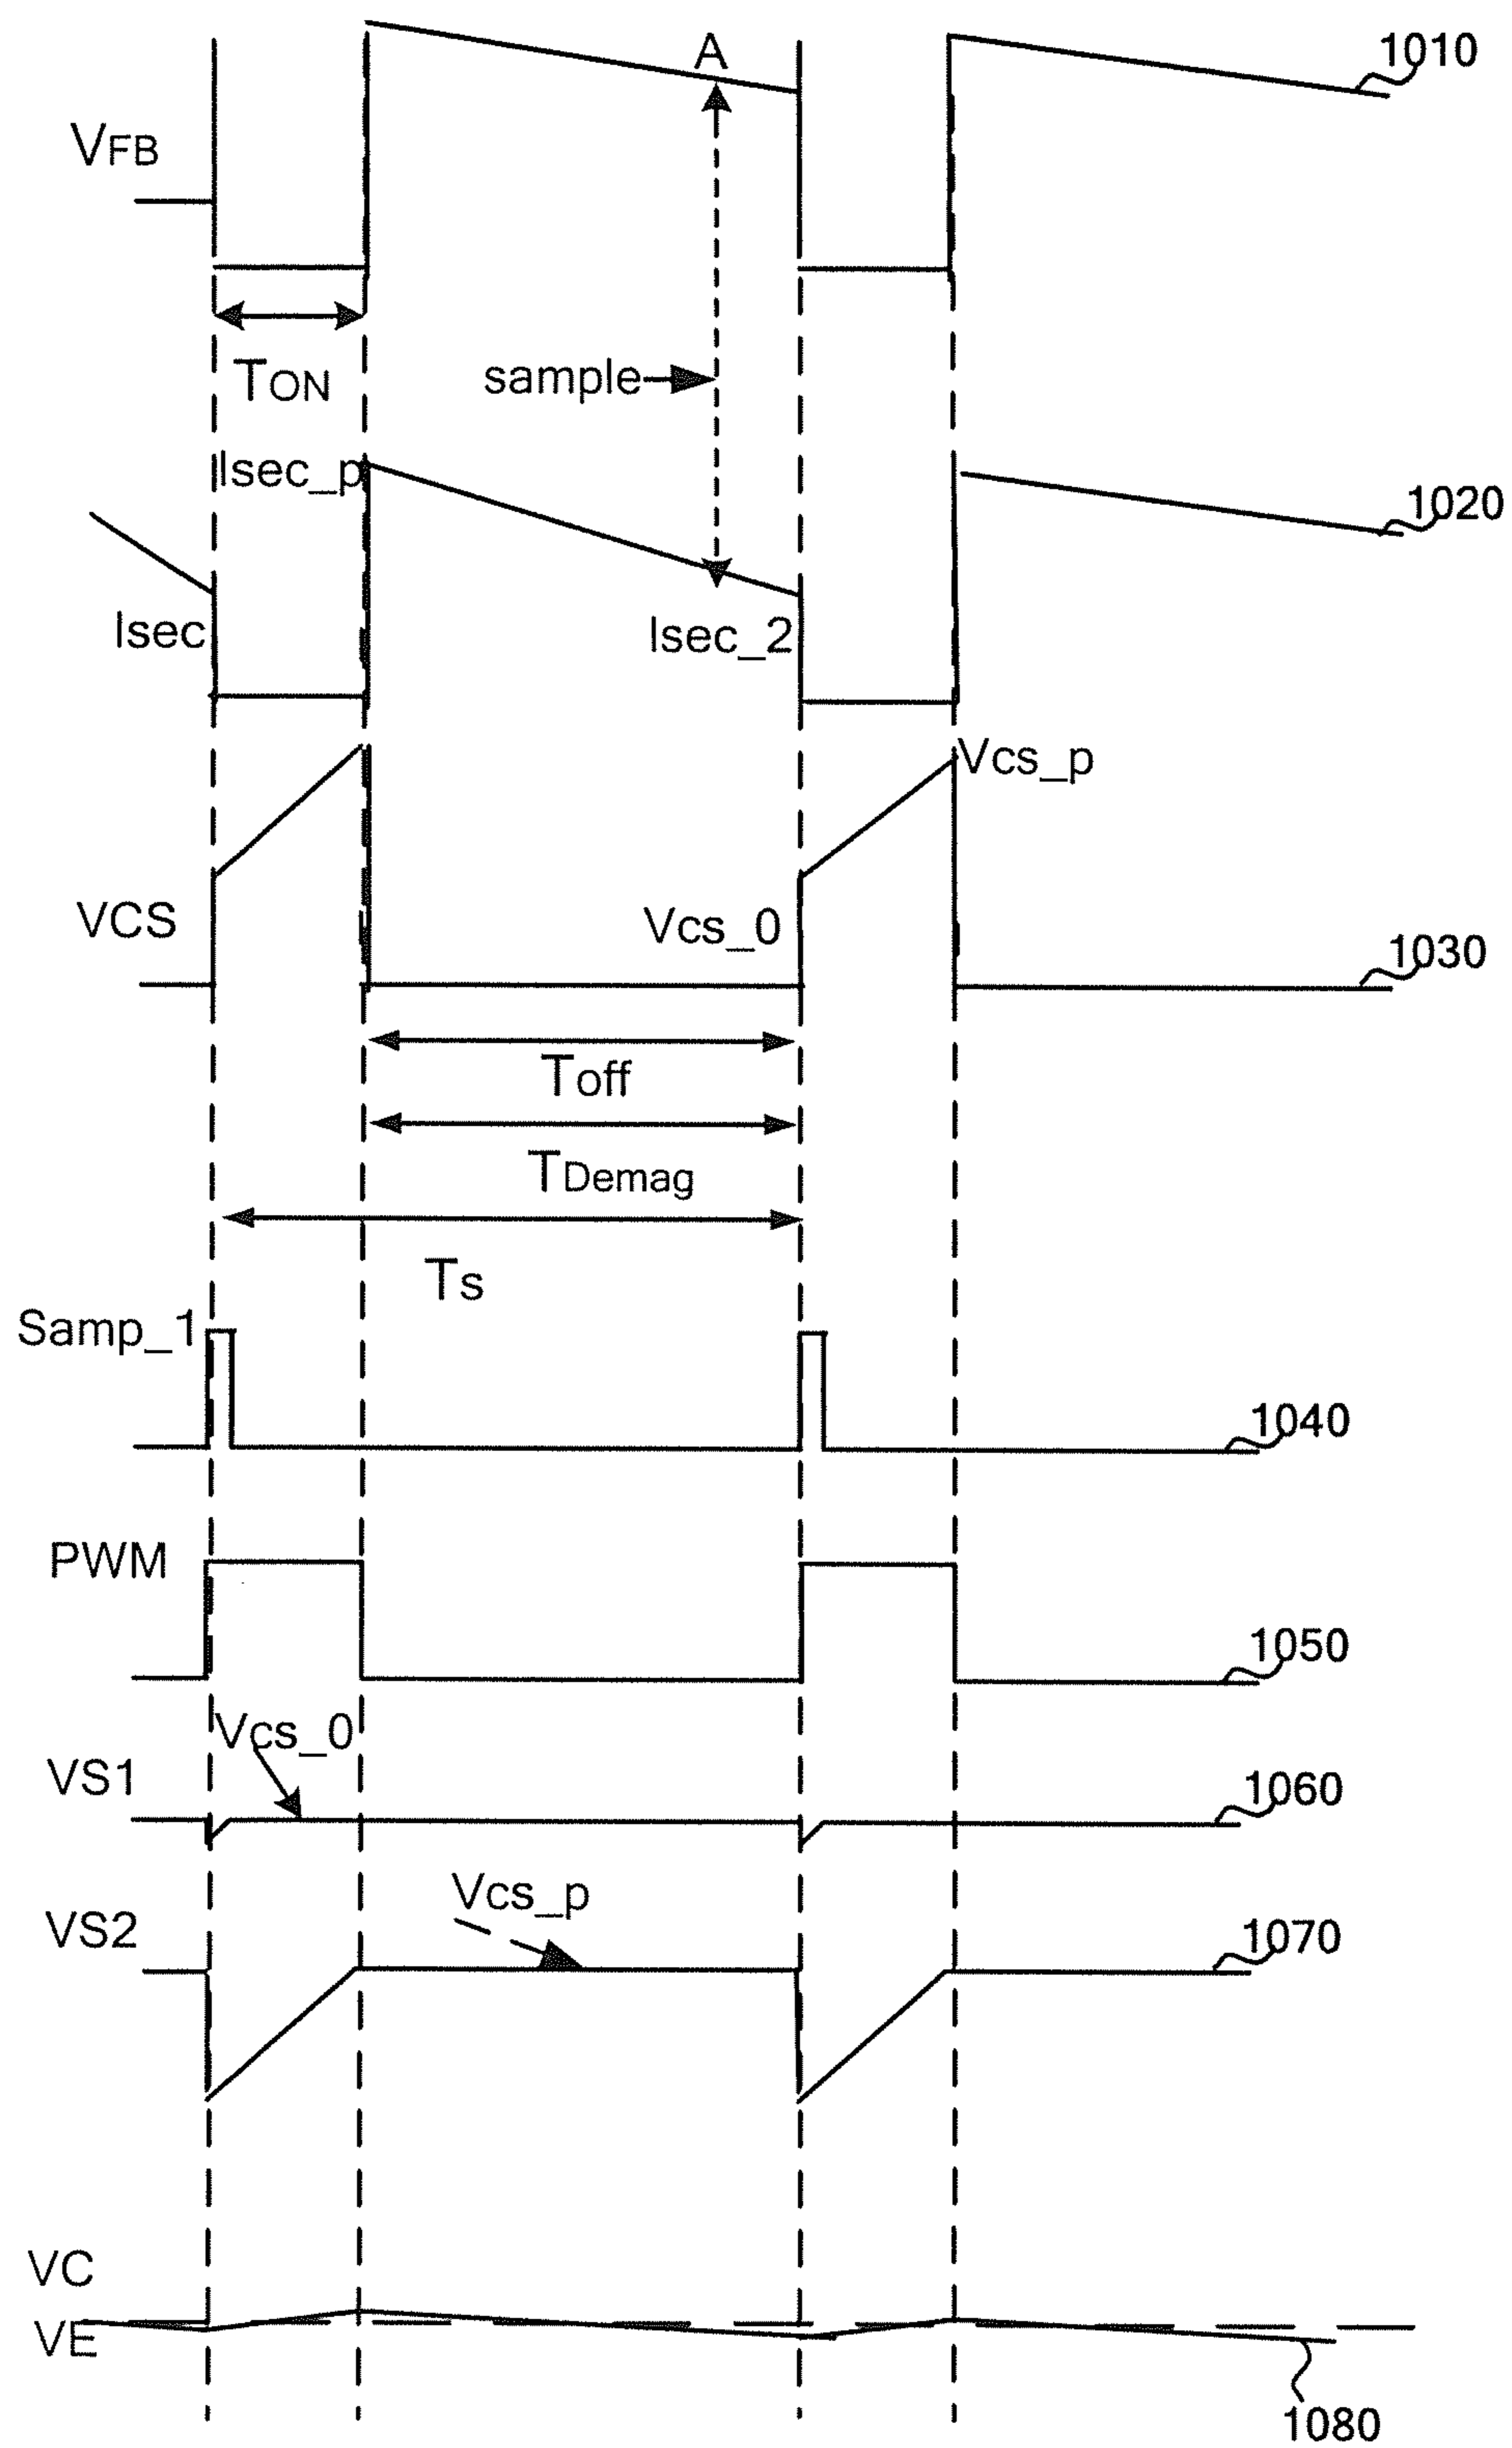 1010
A
VFB
TON
sample
Isec_p
1020
Isec
Isec_2
Vcs_p
VCS
Vcs_0
1030
Toff
TDemag
Ts
Samp_1
1040
PWM
1050
Vcs_0
VS1
1060
Vcs_p
VS2
1070
VC
VE
1080